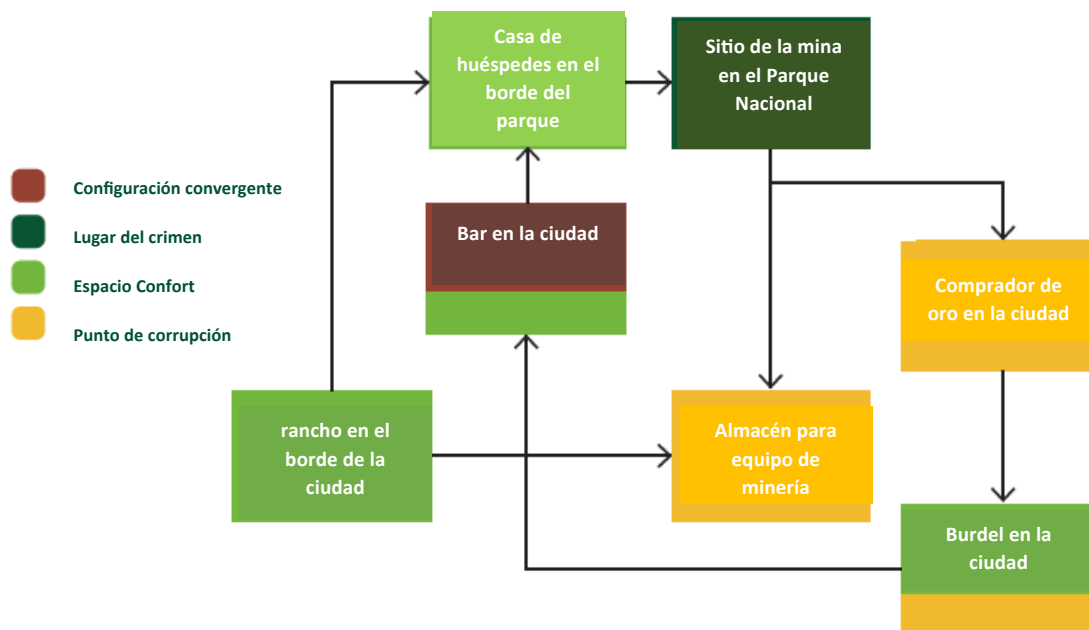 Casa de
huéspedes en el
borde del
parque
Sitio de la mina
en el Parque
Nacional
Configuración convergente
Lugar del crimen
Espacio Confort
Punto de corrupción
Bar en la ciudad
Comprador de
oro en la ciudad
rancho en el
borde de la
ciudad
Almacén para
equipo de
minería
Burdel en la
ciudad